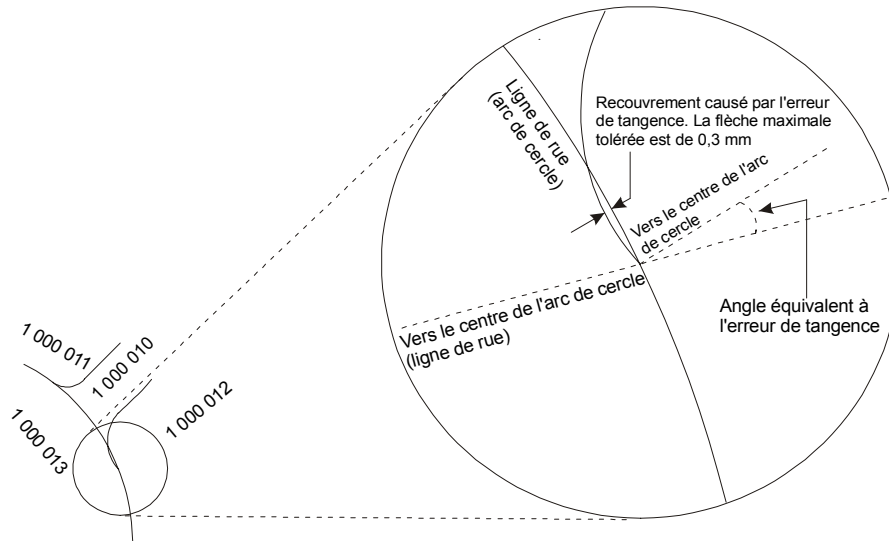 Ligne de rue
(arc de cercle)
Recouvrement causé par l'erreur
de tangence. La flèche maximale
tolérée est de 0,3 mm
Vers le centre de l'arc
de cercle
Vers le centre de l'arc de cercle
(ligne de rue)
Angle équivalent à
l'erreur de tangence
1 000 011
1 000 010
1 000 012
1 000 013